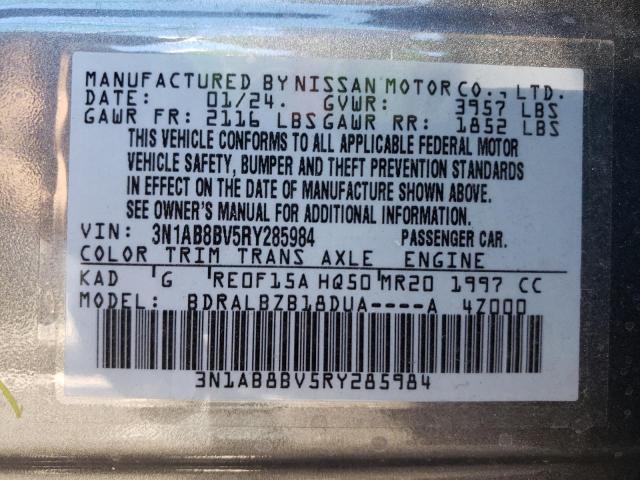 MANUFACTURED BY NISSAN MOTOR CO., LTD.
DATE: 01/24. GVWR: 3957 LBS
GAWR FR: 2116 LBS GAWR RR: 1852 LBS
THIS VEHICLE CONFORMS TO ALL APPLICABLE FEDERAL MOTOR
VEHICLE SAFETY, BUMPER AND THEFT PREVENTION STANDARDS
IN EFFECT ON THE DATE OF MANUFACTURE SHOWN ABOVE.
SEE OWNER'S MANUAL FOR ADDITIONAL INFORMATION.
VIN: 3N1AB8BV5RY285984 PASSENGER CAR.
COLOR TRIM TRANS AXLE ENGINE
KAD G RE0F15A HQ50 MR20 1997 CC
MODEL: BDRALBZB18DUA----A 4Z000
3N1AB8BV5RY285984